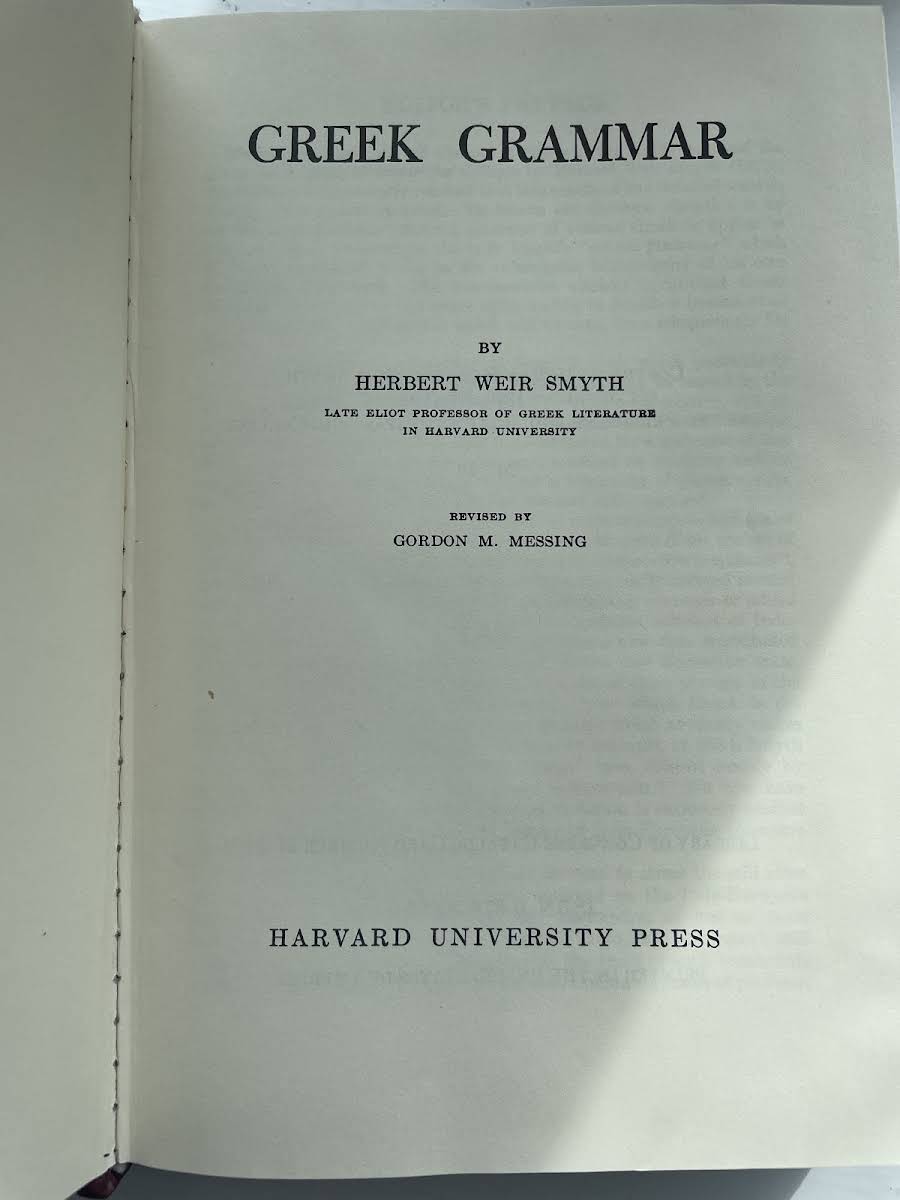 GREEK GRAMMAR
BY
HERBERT WEIR SMYTH
LATE ELIOT PROFESSOR OF GREEK LITERATURE
IN HARVARD UNIVERSITY
REVISED BY
GORDON M. MESSING
HARVARD UNIVERSITY PRESS